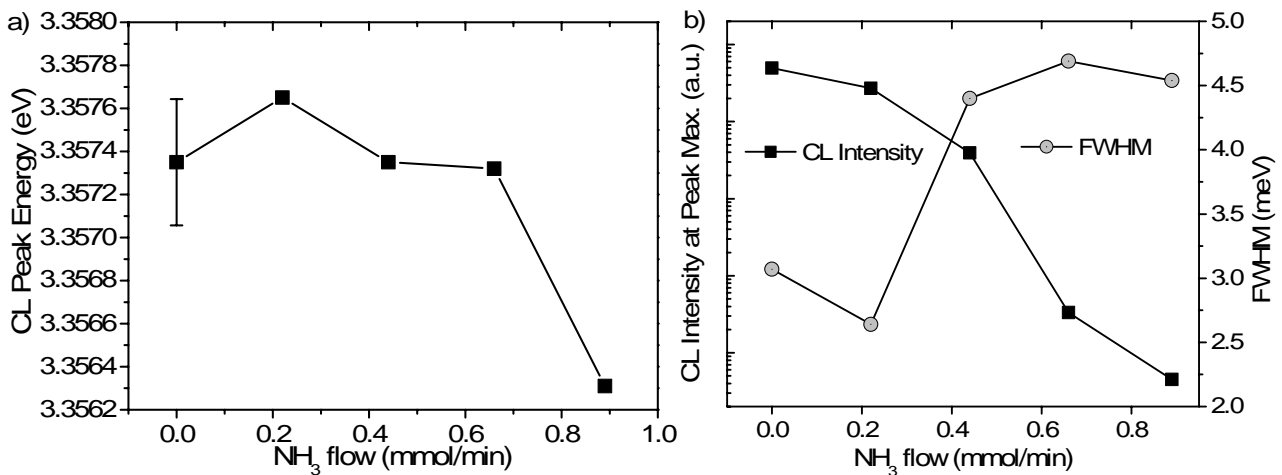 a)
CL Peak Energy (eV)
3.3580
3.3578
3.3576
3.3574
3.3572
3.3570
3.3568
3.3566
3.3564
3.3562
0.0 0.2 0.4 0.6 0.8 1.0
NH3 flow (mmol/min)
b)
CL Intensity at Peak Max. (a.u.)
CL Intensity
FWHM
5.0
4.5
4.0
3.5
3.0
2.5
2.0
FWHM (meV)
0.0 0.2 0.4 0.6 0.8
NH3 flow (mmol/min)